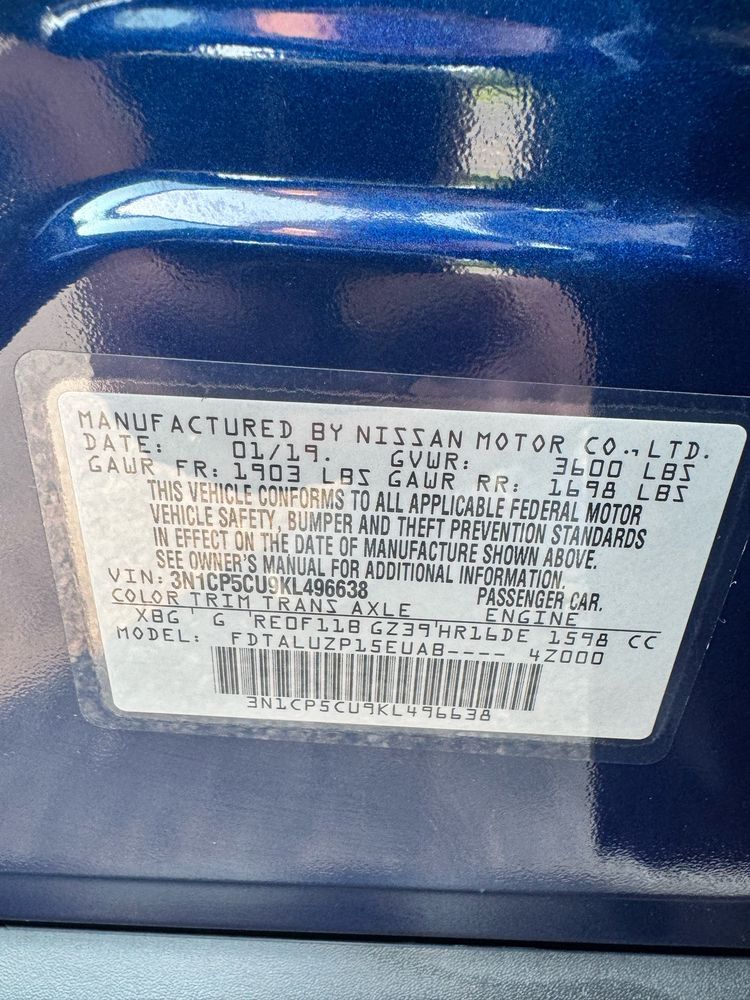 MANUFACTURED BY NISSAN MOTOR CO.,LTD.
DATE: 01/19. GVWR: 3600 LBS
GAWR FR: 1903 LBS GAWR RR: 1698 LBS
THIS VEHICLE CONFORMS TO ALL APPLICABLE FEDERAL MOTOR
VEHICLE SAFETY, BUMPER AND THEFT PREVENTION STANDARDS
IN EFFECT ON THE DATE OF MANUFACTURE SHOWN ABOVE.
SEE OWNER'S MANUAL FOR ADDITIONAL INFORMATION.
VIN: 3N1CP5CU9KL496638 PASSENGER CAR.
COLOR TRIM TRANS AXLE ENGINE
XBG ' G 'RE0F11B GZ39'HR16DE 1598 CC
MODEL: FDTALUZP15EUAB---- 4Z000
3N1CP5CU9KL496638